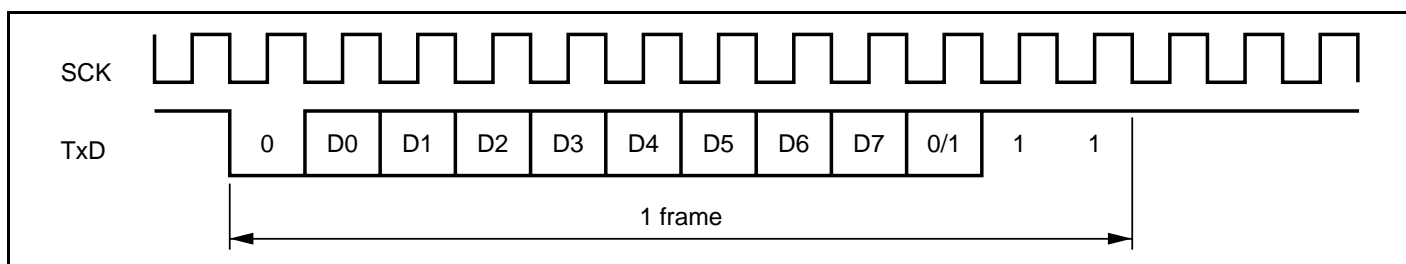 SCK
TxD 0 D0 D1 D2 D3 D4 D5 D6 D7 0/1 1 1
1 frame